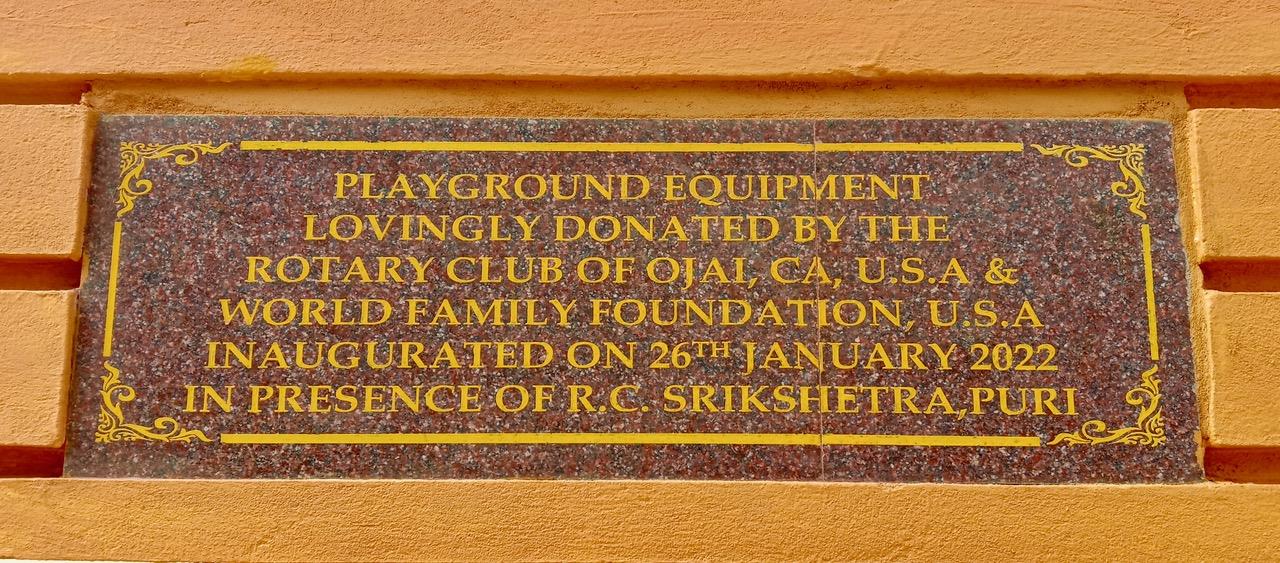 PLAYGROUND EQUIPMENT
LOVINGLY DONATED BY THE
ROTARY CLUB OF OJAI, CA, U.S.A &
WORLD FAMILY FOUNDATION, U.S.A
INAUGURATED ON 26TH JANUARY 2022
IN PRESENCE OF R.C. SRIKSHETRA,PURI